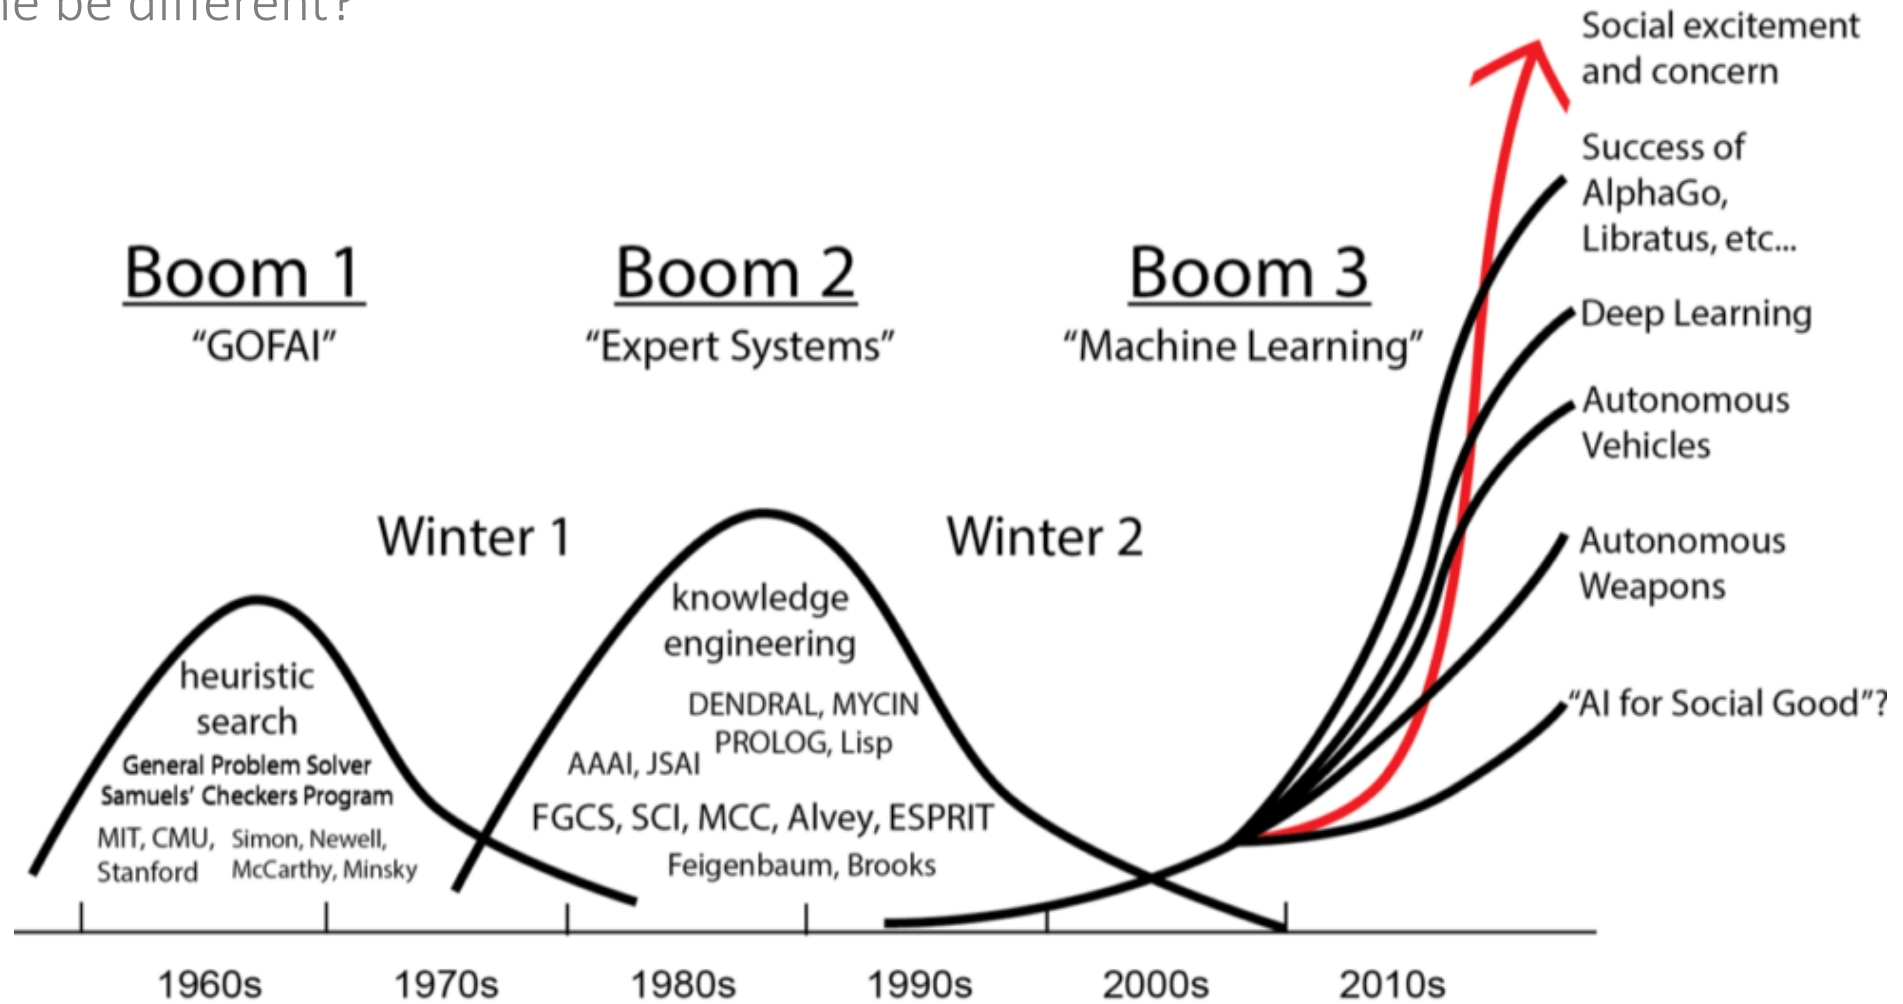 be different?
Social excitement
and concern
Success of
AlphaGo,
Libratus, etc...
Boom 1
“GOFAI”
Boom 2
“Expert Systems”
Boom 3
“Machine Learning”
Deep Learning
Autonomous
Vehicles
Winter 1
Winter 2
Autonomous
Weapons
“AI for Social Good”?
heuristic
search
General Problem Solver
Samuels’ Checkers Program
MIT, CMU,
Stanford
Simon, Newell,
McCarthy, Minsky
knowledge
engineering
DENDRAL, MYCIN
PROLOG, Lisp
AAAI, JSAI
FGCS, SCI, MCC, Alvey, ESPRIT
Feigenbaum, Brooks
1960s 1970s 1980s 1990s 2000s 2010s